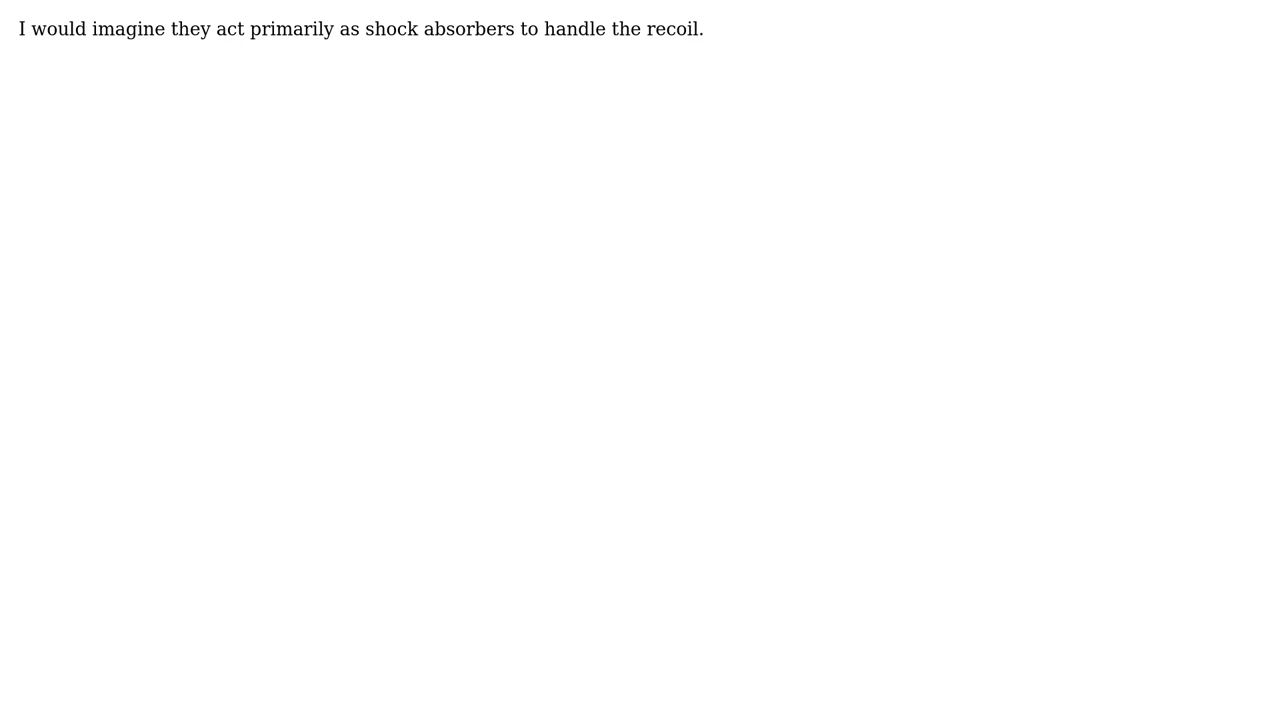 I would imagine they act primarily as shock absorbers to handle the recoil.